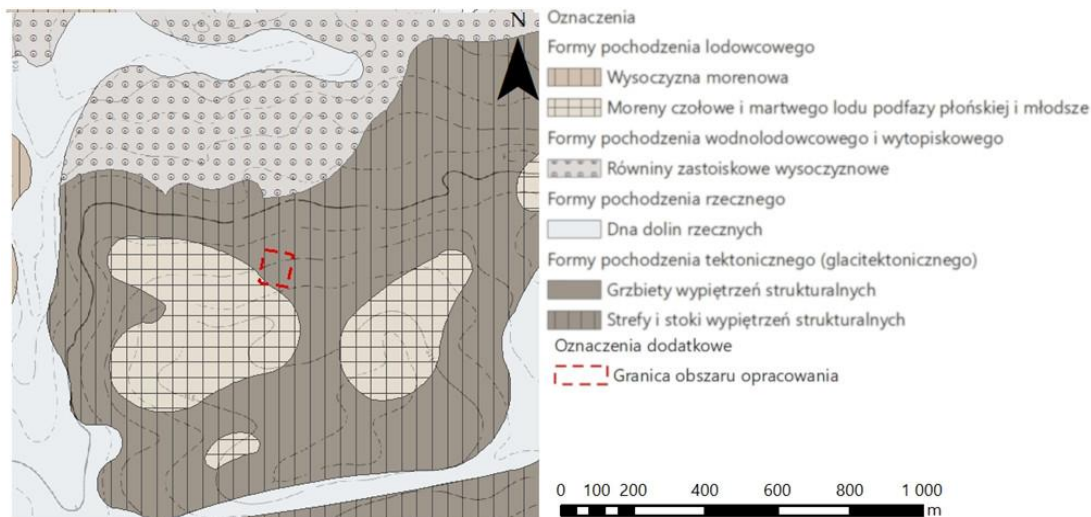 N
Oznaczenia
Formy pochodzenia lodowcowego
Wysoczyzna morenowa
Moreny czołowe i martwego lodu podfazy płońskiej i młodsze
Formy pochodzenia wodnolodowcowego i wytopiskowego
Równiny zastoiskowe wysoczyznowe
Formy pochodzenia rzecznego
Dna dolin rzecznych
Formy pochodzenia tektonicznego (glacitektonicznego)
Grzbiety wypiętrzeń strukturalnych
Strefy i stoki wypiętrzeń strukturalnych
Oznaczenia dodatkowe
Granica obszaru opracowania
0 100 200 400 600 800 1 000
m